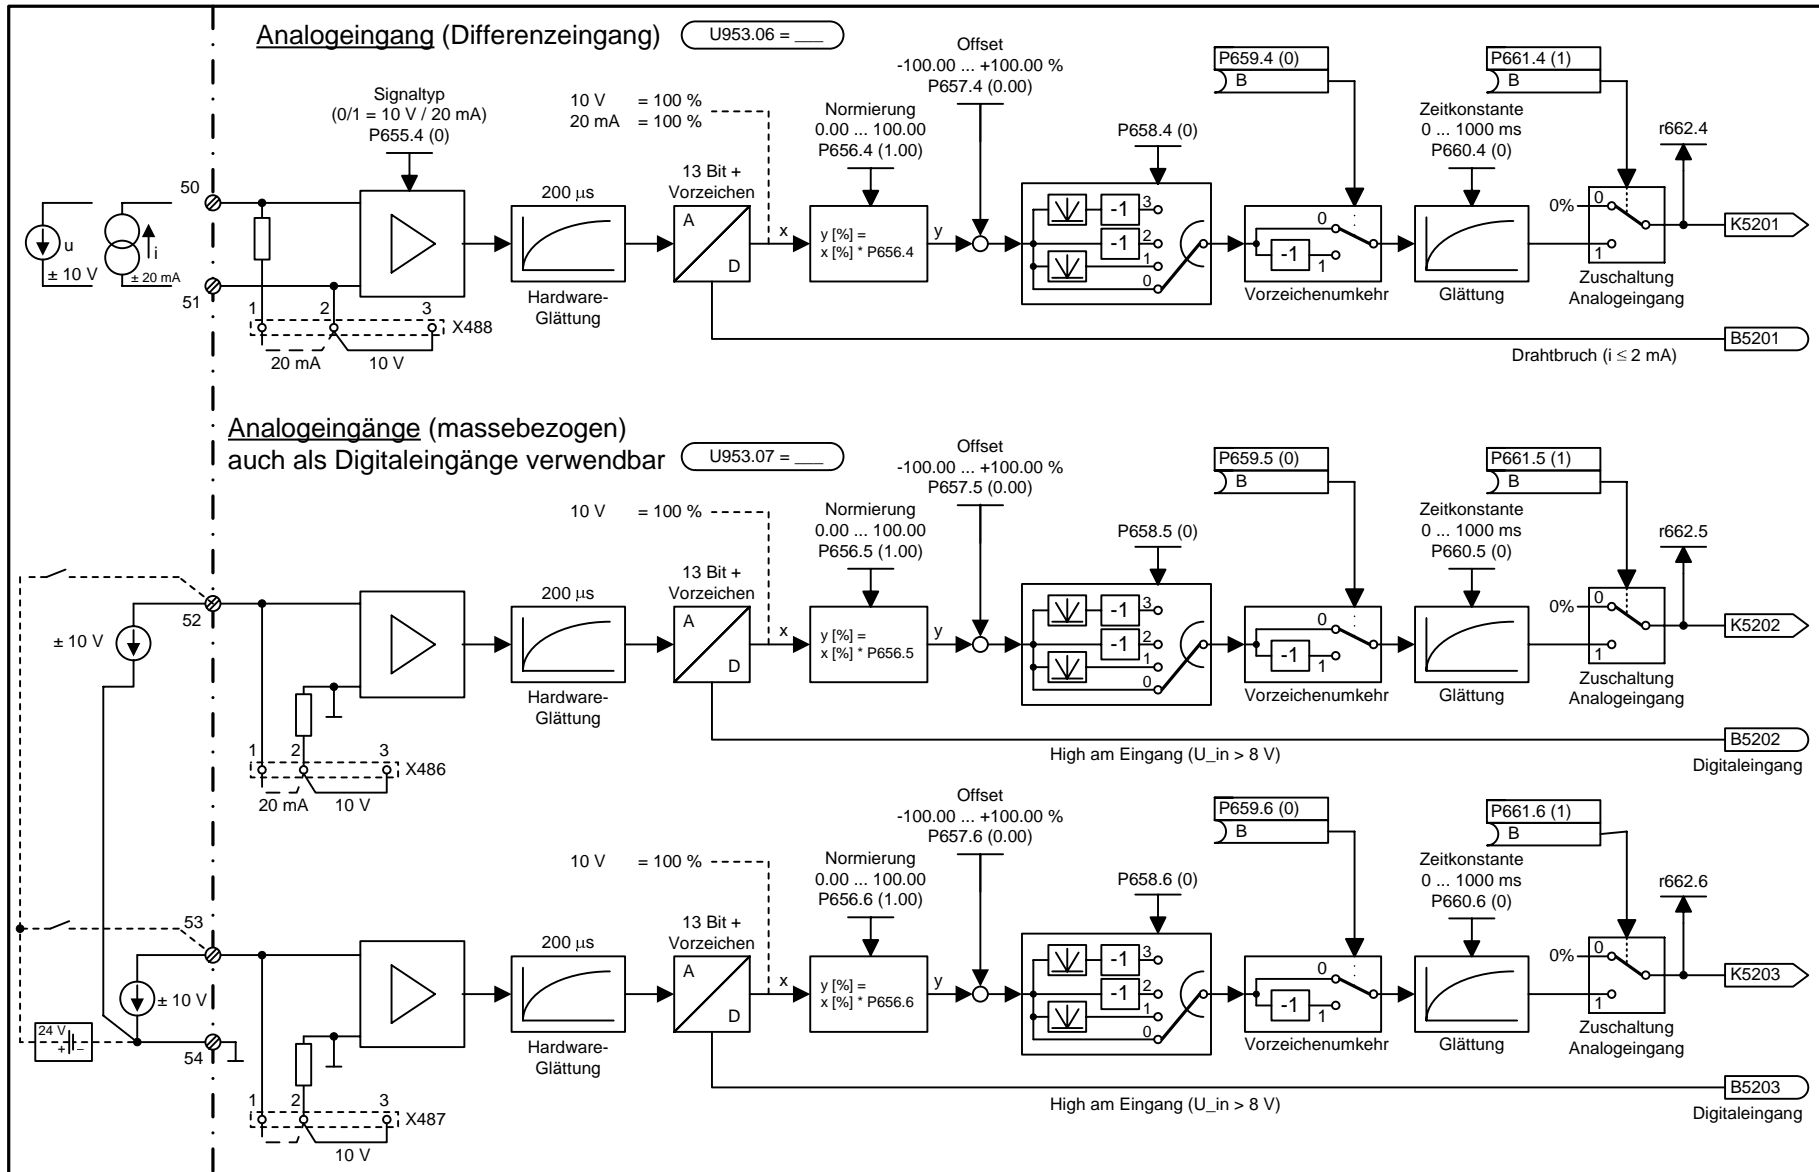 Analogeingang (Differenzeingang)
U953.06 = ___
Signaltyp
(0/1 = 10 V / 20 mA)
P655.4 (0)
10 V = 100 %
20 mA = 100 %
Normierung
0.00 ... 100.00
P656.4 (1.00)
Offset
-100.00 ... +100.00 %
P657.4 (0.00)
P658.4 (0)
P659.4 (0)
B
Zeitkonstante
0 ... 1000 ms
P660.4 (0)
P661.4 (1)
B
r662.4
50
51
u
± 10 V
i
± 20 mA
200 µs
Hardware-
Glättung
13 Bit +
Vorzeichen
A
D
x
y [%] =
x [%] * P656.4
y
-1
3
-1
2
1
0
0
-1
1
Vorzeichenumkehr
Glättung
0%
0
1
Zuschaltung
Analogeingang
K5201
1
2
3
X488
20 mA
10 V
Drahtbruch (i ≤ 2 mA)
B5201
Analogeingänge (massebezogen)
auch als Digitaleingänge verwendbar
U953.07 = ___
10 V = 100 %
Normierung
0.00 ... 100.00
P656.5 (1.00)
Offset
-100.00 ... +100.00 %
P657.5 (0.00)
P658.5 (0)
P659.5 (0)
B
Zeitkonstante
0 ... 1000 ms
P660.5 (0)
P661.5 (1)
B
r662.5
52
± 10 V
200 µs
Hardware-
Glättung
13 Bit +
Vorzeichen
A
D
x
y [%] =
x [%] * P656.5
y
-1
3
-1
2
1
0
0
-1
1
Vorzeichenumkehr
Glättung
0%
0
1
Zuschaltung
Analogeingang
K5202
1
2
3
X486
20 mA
10 V
High am Eingang (U_in > 8 V)
B5202
Digitaleingang
10 V = 100 %
Normierung
0.00 ... 100.00
P656.6 (1.00)
Offset
-100.00 ... +100.00 %
P657.6 (0.00)
P658.6 (0)
P659.6 (0)
B
Zeitkonstante
0 ... 1000 ms
P660.6 (0)
P661.6 (1)
B
r662.6
53
± 10 V
24 V
+ –
54
200 µs
Hardware-
Glättung
13 Bit +
Vorzeichen
A
D
x
y [%] =
x [%] * P656.6
y
-1
3
-1
2
1
0
0
-1
1
Vorzeichenumkehr
Glättung
0%
0
1
Zuschaltung
Analogeingang
K5203
1
2
3
X487
10 V
High am Eingang (U_in > 8 V)
B5203
Digitaleingang